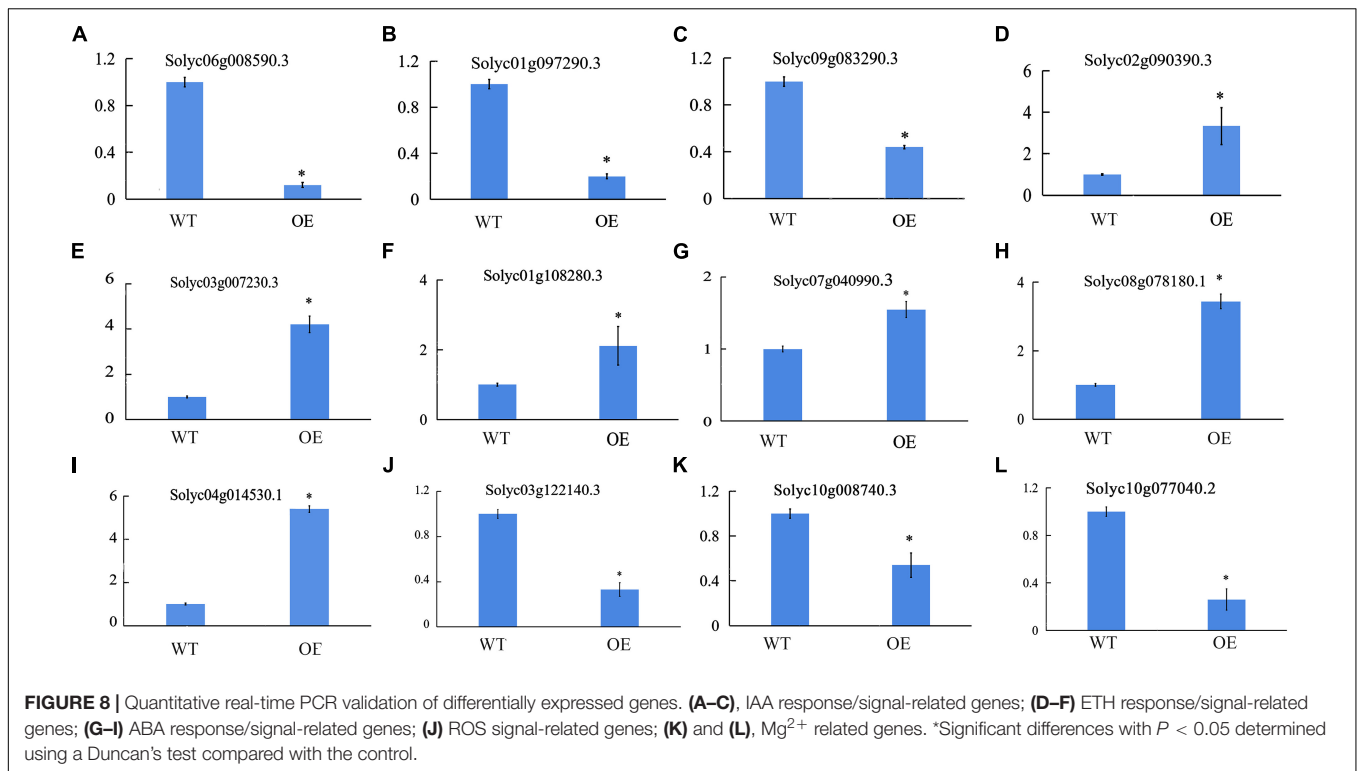 A
B
C
D
Solyc06g008590.3
1.2
0.8
0.4
0
*
WT
OE
Solyc01g097290.3
1.2
0.8
0.4
0
*
WT
OE
Solyc09g083290.3
1.2
0.8
0.4
0
*
WT
OE
Solyc02g090390.3
6
4
2
0
*
WT
OE
E
F
G
H
Solyc03g007230.3
6
4
2
0
*
WT
OE
Solyc01g108280.3
4
2
0
*
WT
OE
Solyc07g040990.3
2
1
0
*
WT
OE
Solyc08g078180.1
4
2
0
*
WT
OE
I
J
K
L
Solyc04g014530.1
6
4
2
0
*
WT
OE
Solyc03g122140.3
1.2
0.8
0.4
0
*
WT
OE
Solyc10g008740.3
1.2
0.8
0.4
0
*
WT
OE
Solyc10g077040.2
1.2
0.8
0.4
0
*
WT
OE
FIGURE 8 | Quantitative real-time PCR validation of differentially expressed genes. (A–C), IAA response/signal-related genes; (D–F) ETH response/signal-related
genes; (G–I) ABA response/signal-related genes; (J) ROS signal-related genes; (K) and (L), Mg2+ related genes. *Significant differences with P < 0.05 determined
using a Duncan's test compared with the control.